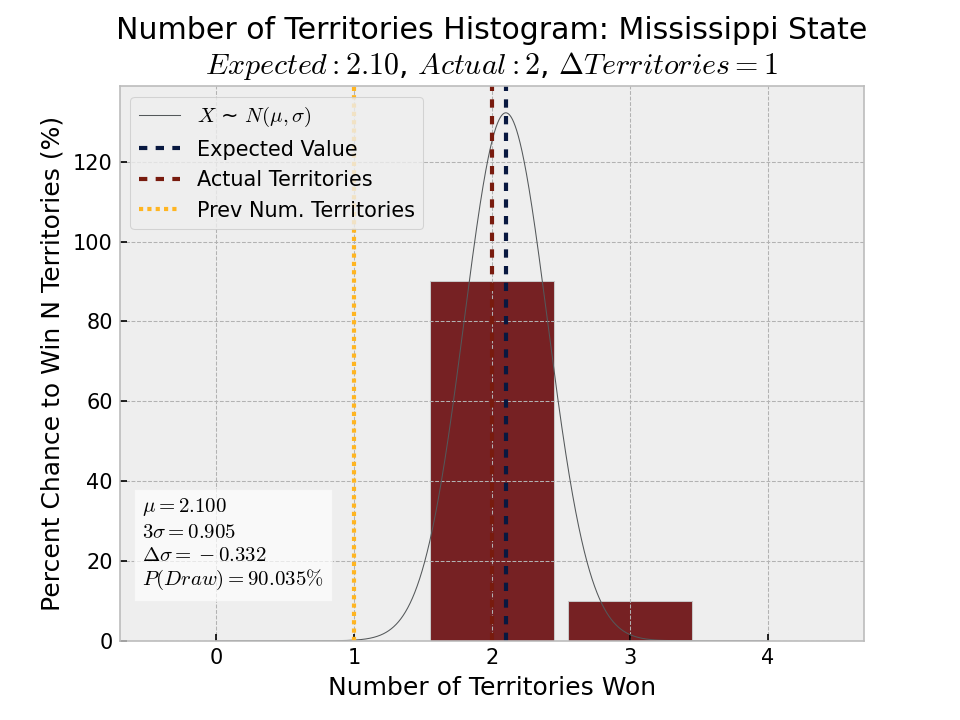 Number of Territories Histogram: Mississippi State
Expected : 2.10, Actual : 2, ΔTerritories = 1
X ∼ N(μ, σ)
Expected Value
Actual Territories
Prev Num. Territories
Percent Chance to Win N Territories (%)
120
100
80
60
40
20
0
μ = 2.100
3σ = 0.905
Δσ = −0.332
P(Draw) = 90.035%
0 1 2 3 4
Number of Territories Won